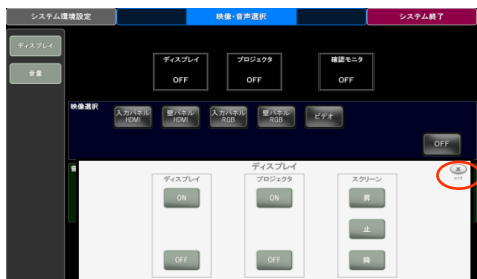 システム環境設定
映像・音声選択
システム終了
ディスプレイ
音量
ディスプレイ
OFF
プロジェクタ
OFF
確認モニタ
OFF
映像選択
入力パネル
HDMI
壁パネル
HDMI
入力パネル
RGB
壁パネル
RGB
ビデオ
OFF
ディスプレイ
ディスプレイ
ON
OFF
プロジェクタ
ON
OFF
スクリーン
昇
止
降